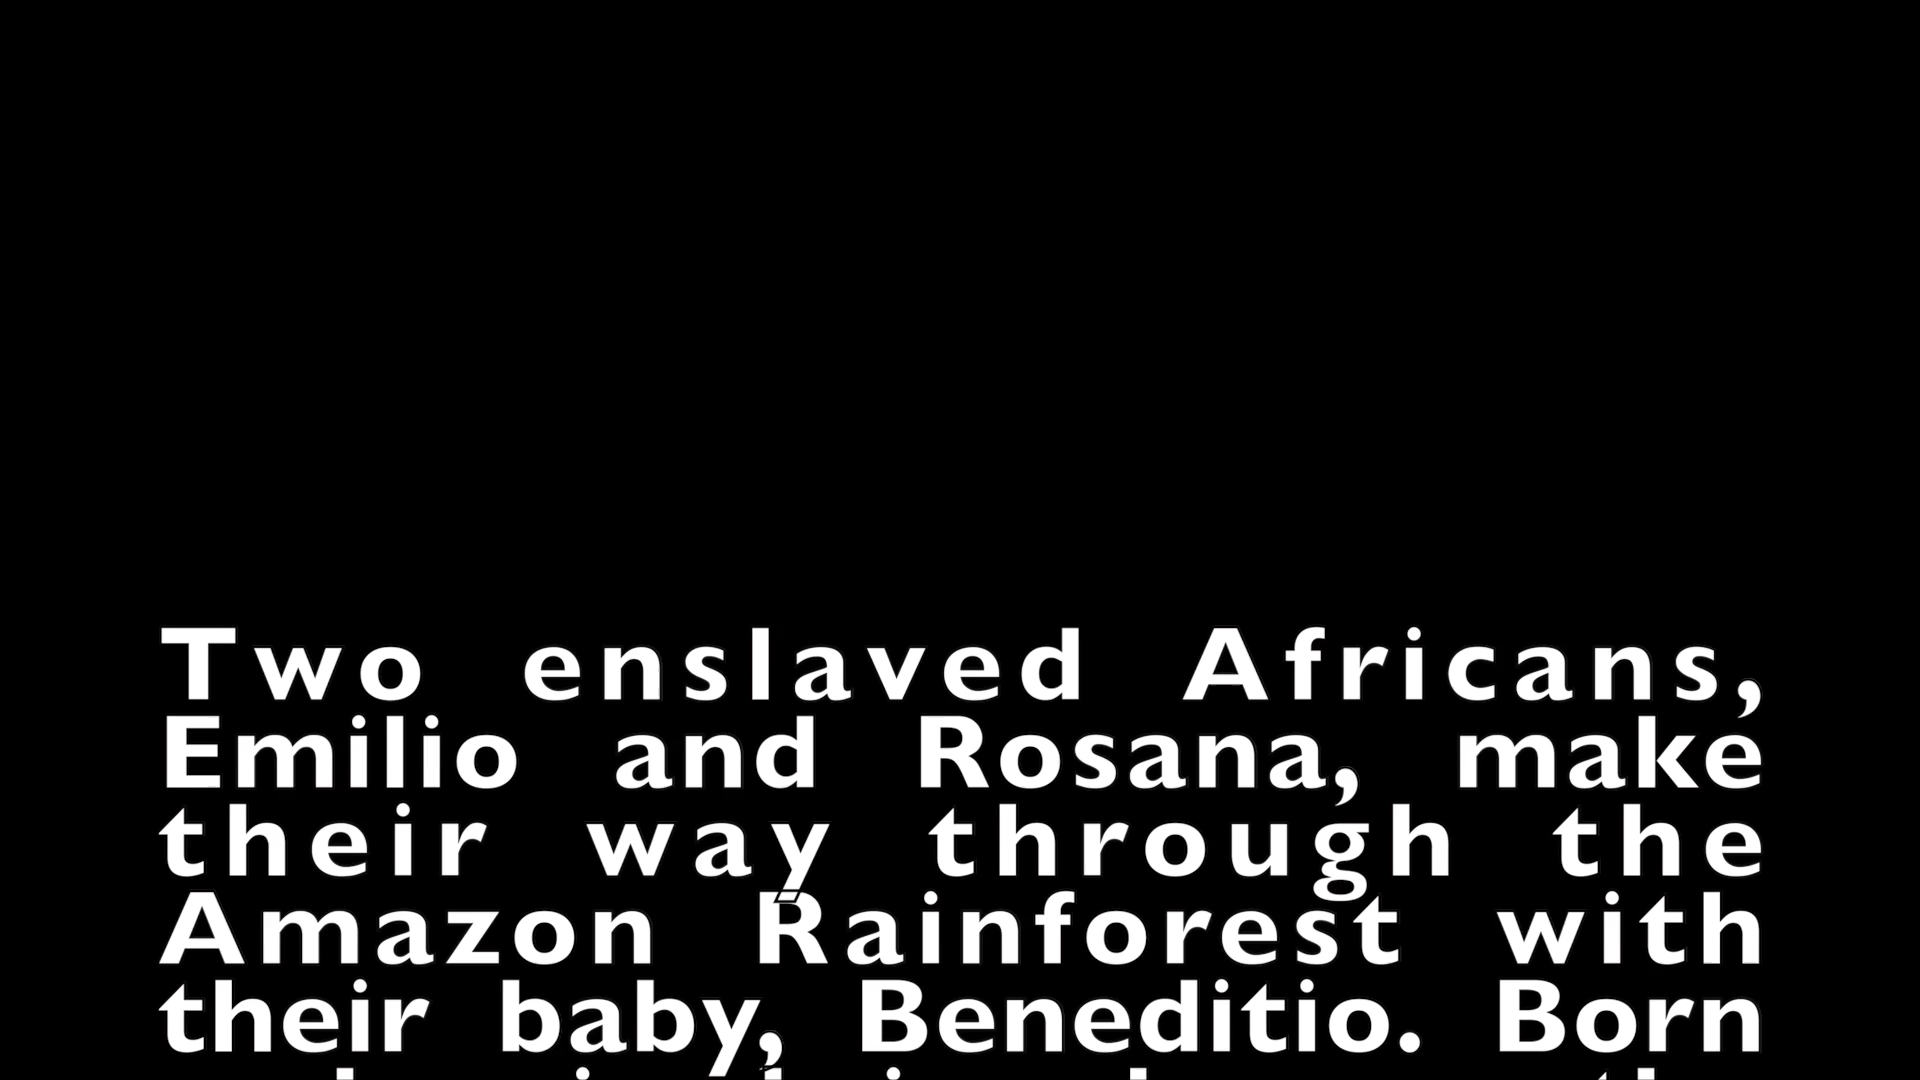 Two enslaved Africans,
Emilio and Rosana, make
their way through the
Amazon Rainforest with
their baby, Beneditio. Born